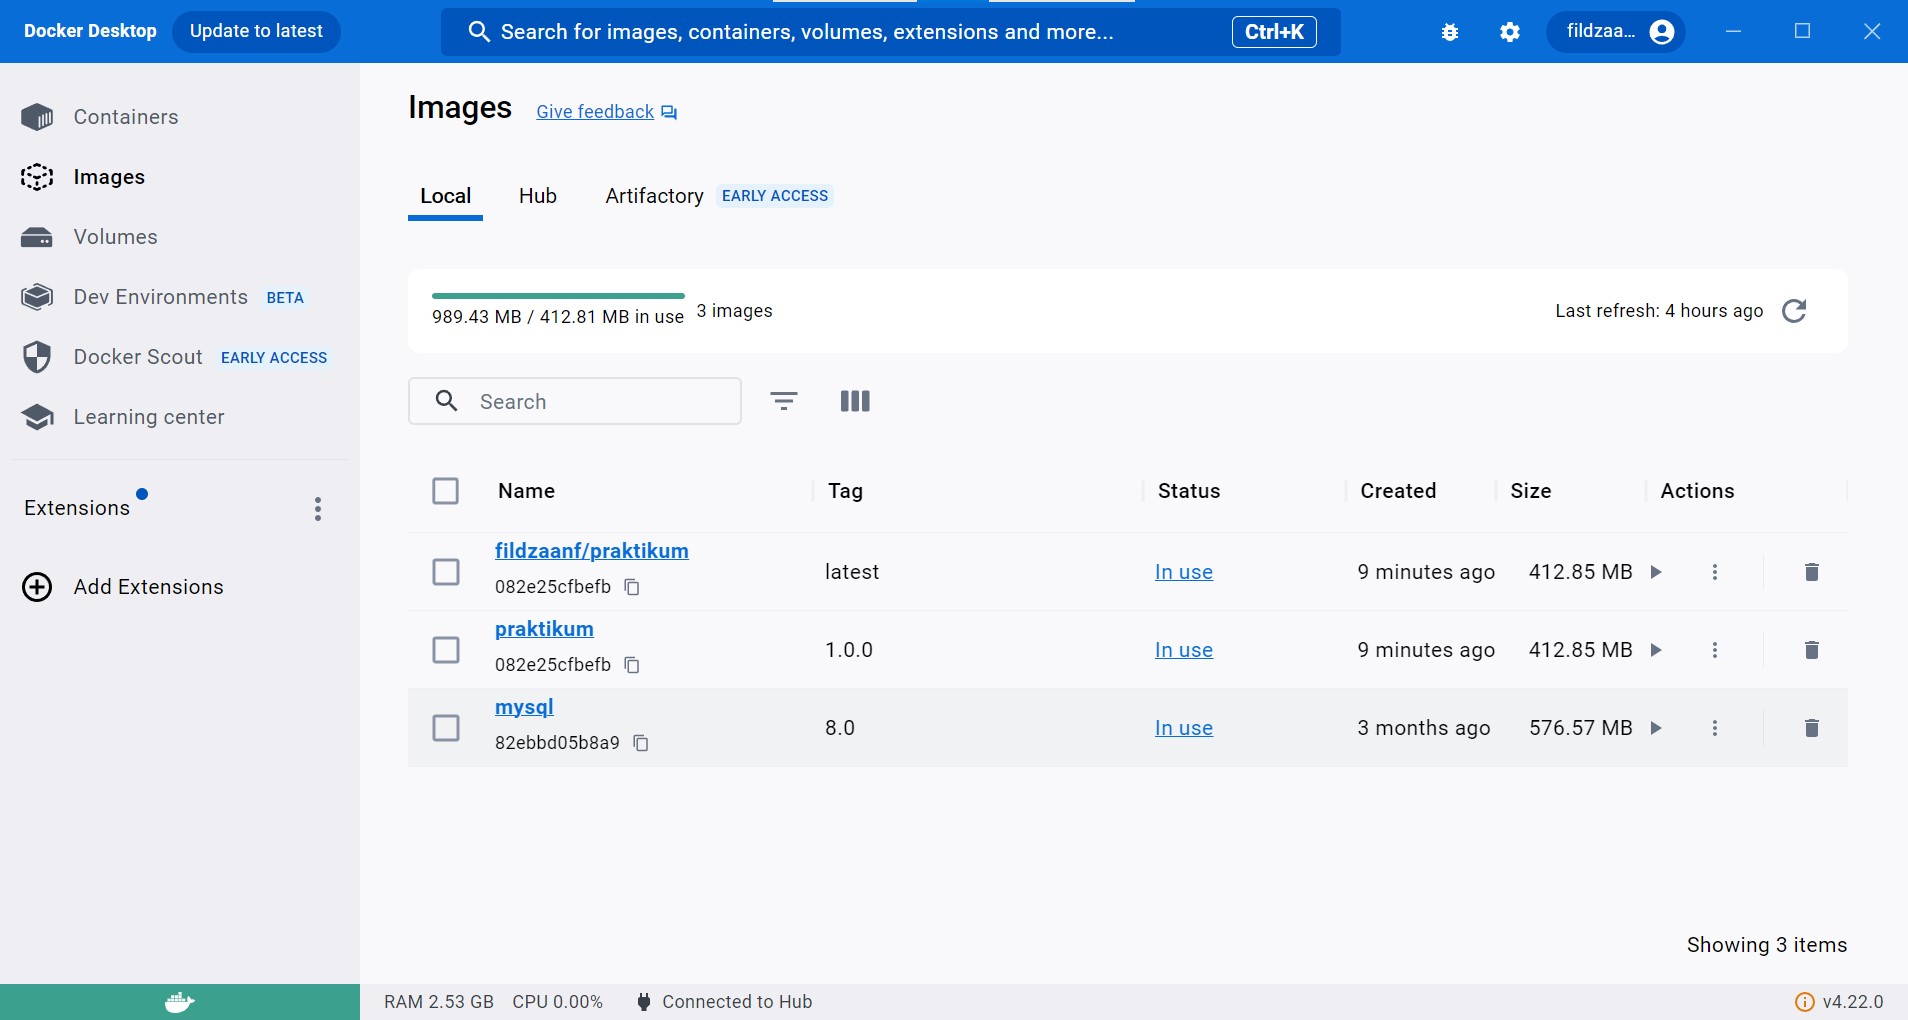 Docker Desktop Update to latest Search for images, containers, volumes, extensions and more... Ctrl+K fildzaa...
Containers
Images
Volumes
Dev Environments BETA
Docker Scout EARLY ACCESS
Learning center
Extensions
Add Extensions
Images Give feedback
Local Hub Artifactory EARLY ACCESS
989.43 MB / 412.81 MB in use 3 images Last refresh: 4 hours ago
Search
Name Tag Status Created Size Actions
fildzaanf/praktikum
082e25cfbefb
latest In use 9 minutes ago 412.85 MB
praktikum
082e25cfbefb
1.0.0 In use 9 minutes ago 412.85 MB
mysql
82ebbd05b8a9
8.0 In use 3 months ago 576.57 MB
Showing 3 items
RAM 2.53 GB CPU 0.00% Connected to Hub v4.22.0